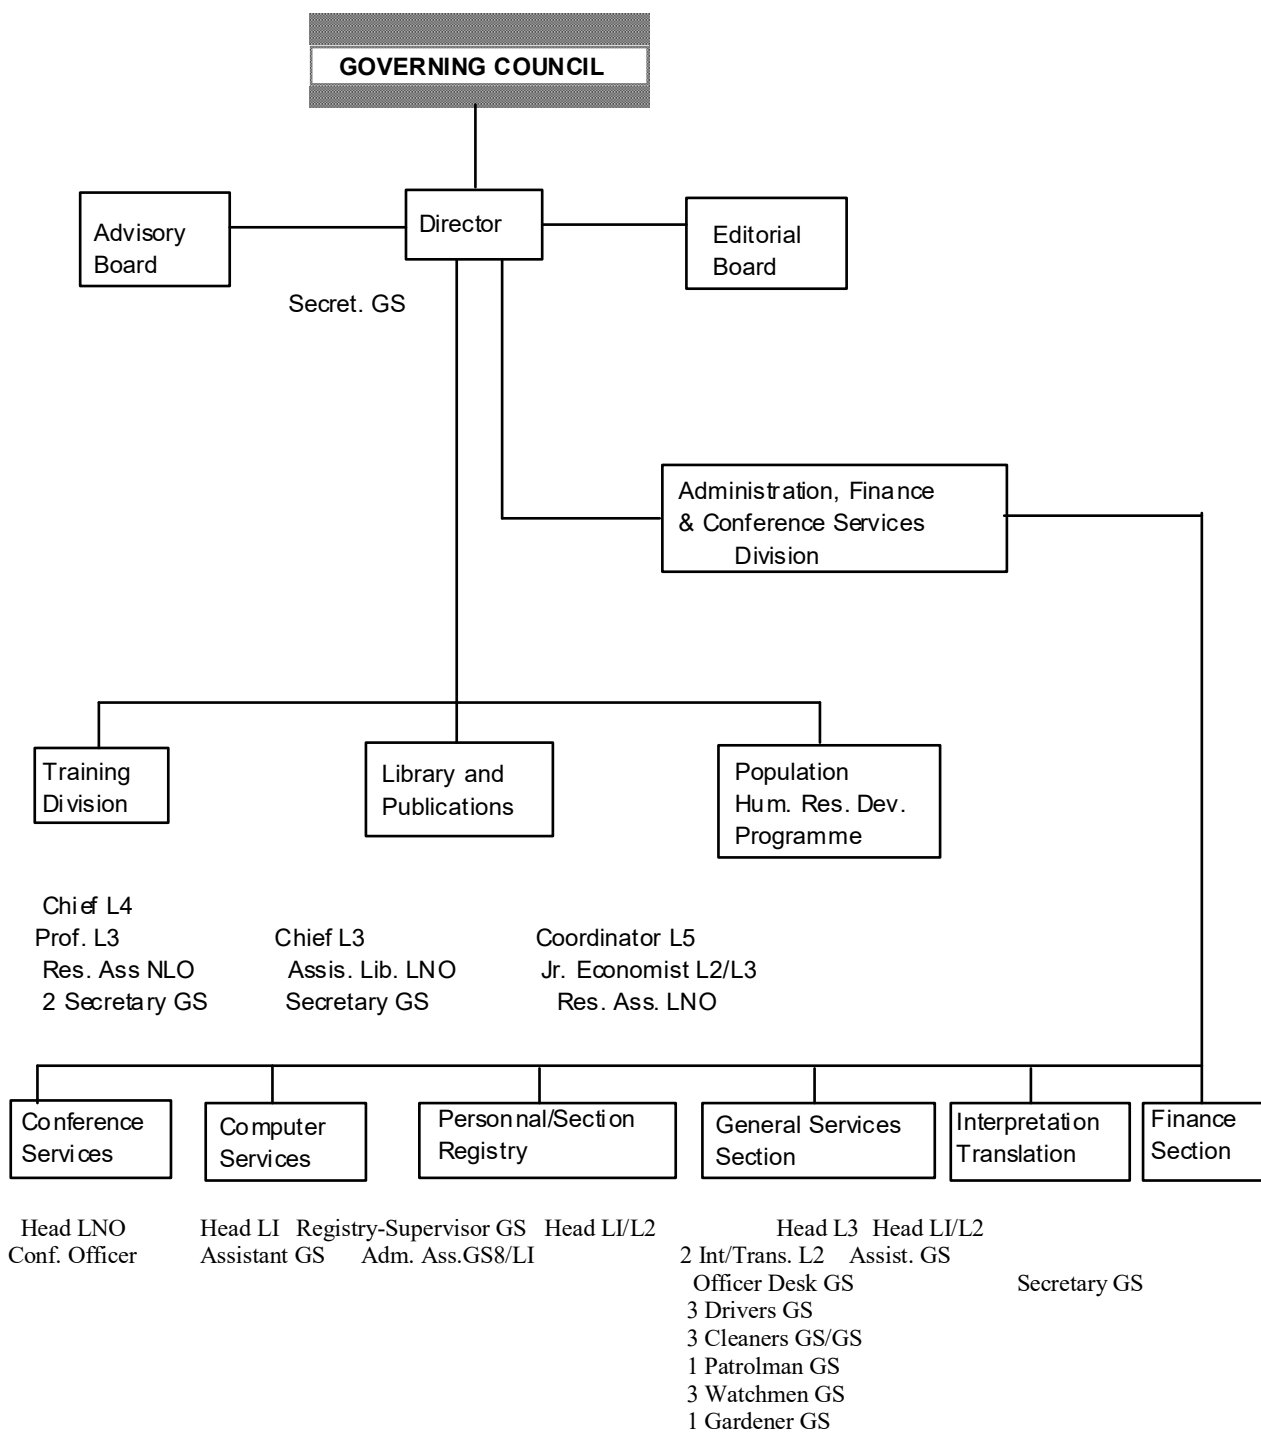 GOVERNING COUNCIL
Director
Advisory
Board
Editorial
Board
Secret. GS
Administration, Finance
& Conference Services
Division
Training
Division
Library and
Publications
Population
Hum. Res. Dev.
Programme
Chief L4
Prof. L3 Chief L3 Coordinator L5
Res. Ass NLO Assis. Lib. LNO Jr. Economist L2/L3
2 Secretary GS Secretary GS Res. Ass. LNO
Conference
Services
Computer
Services
Personnal/Section
Registry
General Services
Section
Interpretation
Translation
Finance
Section
Head LNO Head LI Registry-Supervisor GS Head LI/L2 Head L3 Head LI/L2
Conf. Officer Assistant GS Adm. Ass.GS8/LI 2 Int/Trans. L2 Assist. GS
Officer Desk GS Secretary GS
3 Drivers GS
3 Cleaners GS/GS
1 Patrolman GS
3 Watchmen GS
1 Gardener GS